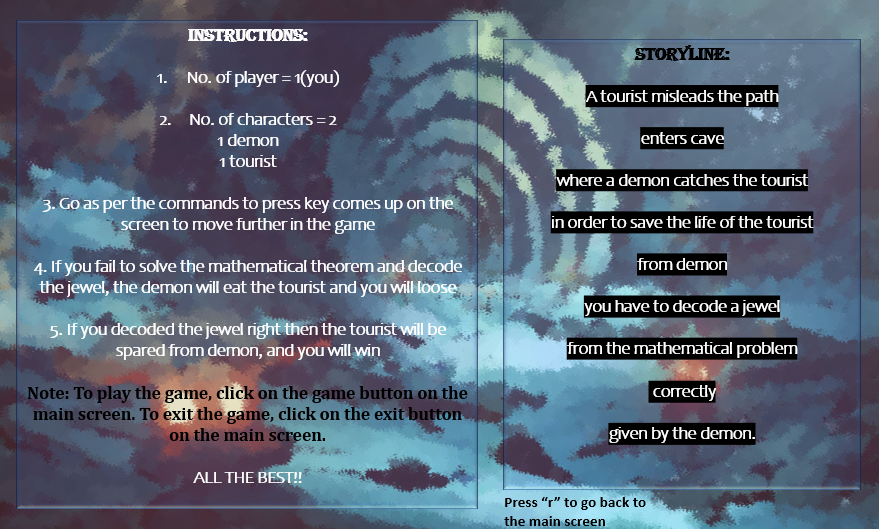 INSTRUCTIONS:
1. No. of player = 1(you)
2. No. of characters = 2
1 demon
1 tourist
3. Go as per the commands to press key comes up on the
screen to move further in the game
4. If you fail to solve the mathematical theorem and decode
the jewel, the demon will eat the tourist and you will loose
5. If you decoded the jewel right then the tourist will be
spared from demon, and you will win
Note: To play the game, click on the game button on the
main screen. To exit the game, click on the exit button
on the main screen.
ALL THE BEST!!
STORYLINE:
A tourist misleads the path
enters cave
where a demon catches the tourist
in order to save the life of the tourist
from demon
you have to decode a jewel
from the mathematical problem
correctly
given by the demon.
Press “r” to go back to
the main screen